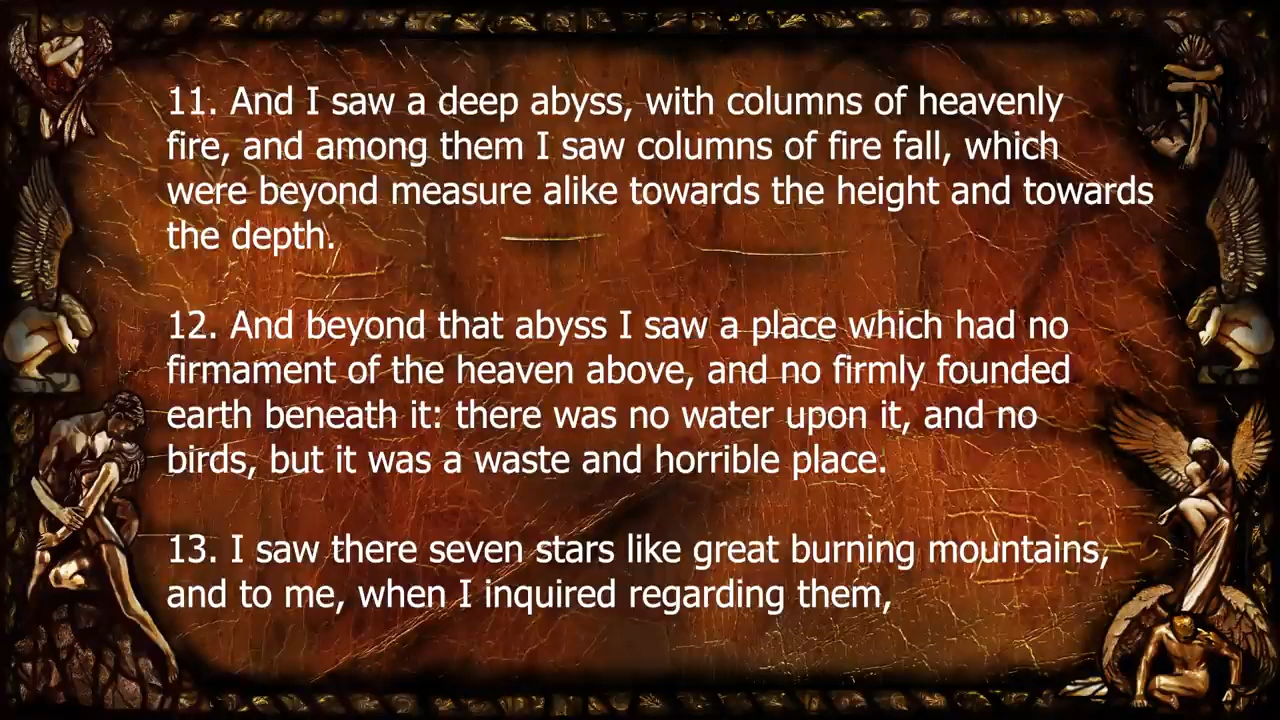 11. And I saw a deep abyss, with columns of heavenly
fire, and among them I saw columns of fire fall, which
were beyond measure alike towards the height and towards
the depth.
12. And beyond that abyss I saw a place which had no
firmament of the heaven above, and no firmly founded
earth beneath it: there was no water upon it, and no
birds, but it was a waste and horrible place.
13. I saw there seven stars like great burning mountains,
and to me, when I inquired regarding them,